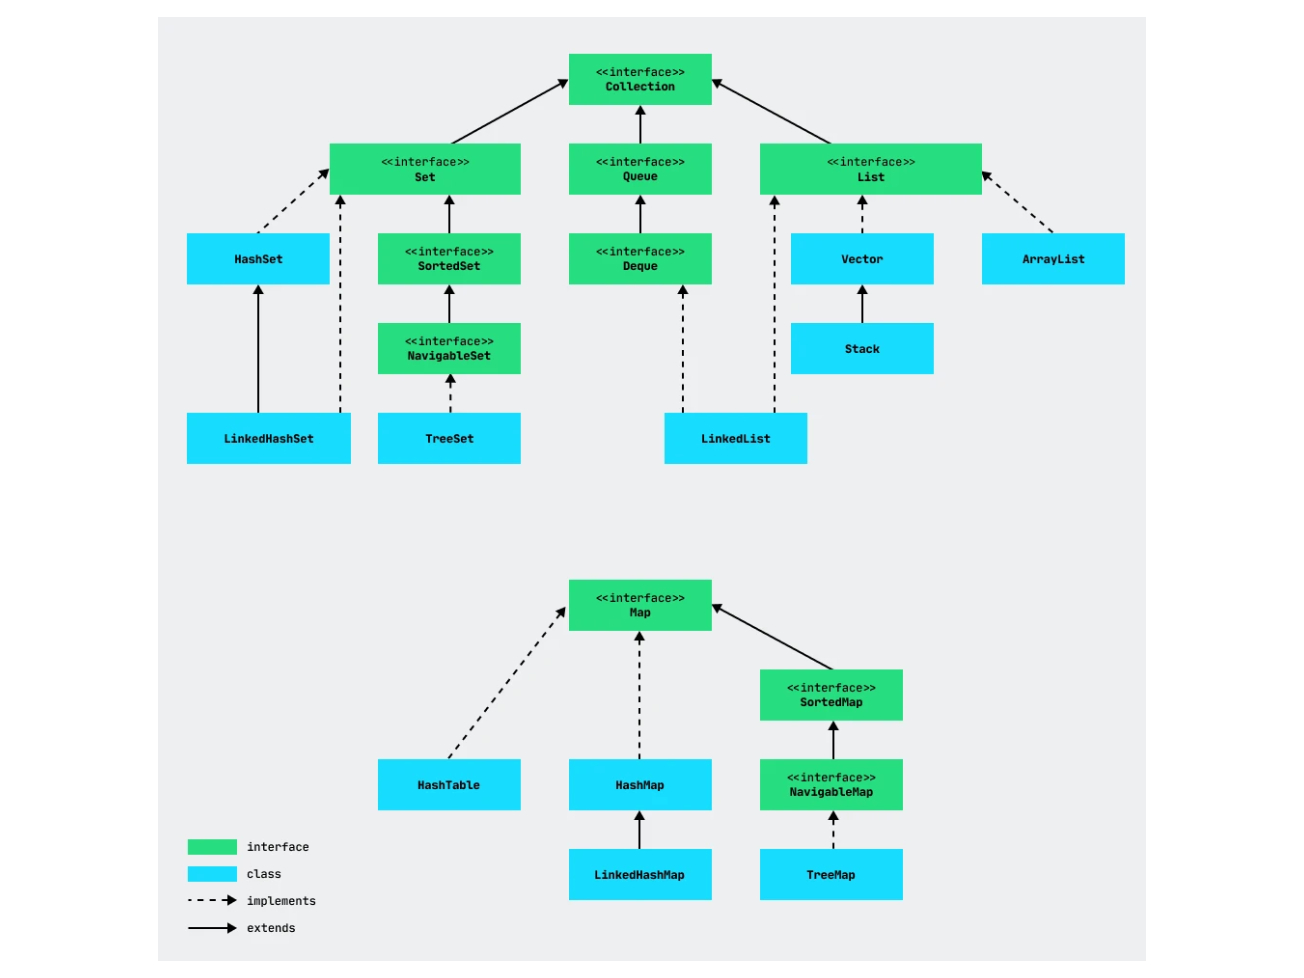 <<interface>>
Collection
<<interface>>
Set
<<interface>>
Queue
<<interface>>
List
HashSet
<<interface>>
SortedSet
<<interface>>
Deque
Vector
ArrayList
<<interface>>
NavigableSet
Stack
LinkedHashSet
TreeSet
LinkedList
<<interface>>
Map
<<interface>>
SortedMap
HashTable
HashMap
<<interface>>
NavigableMap
LinkedHashMap
TreeMap
interface
class
implements
extends